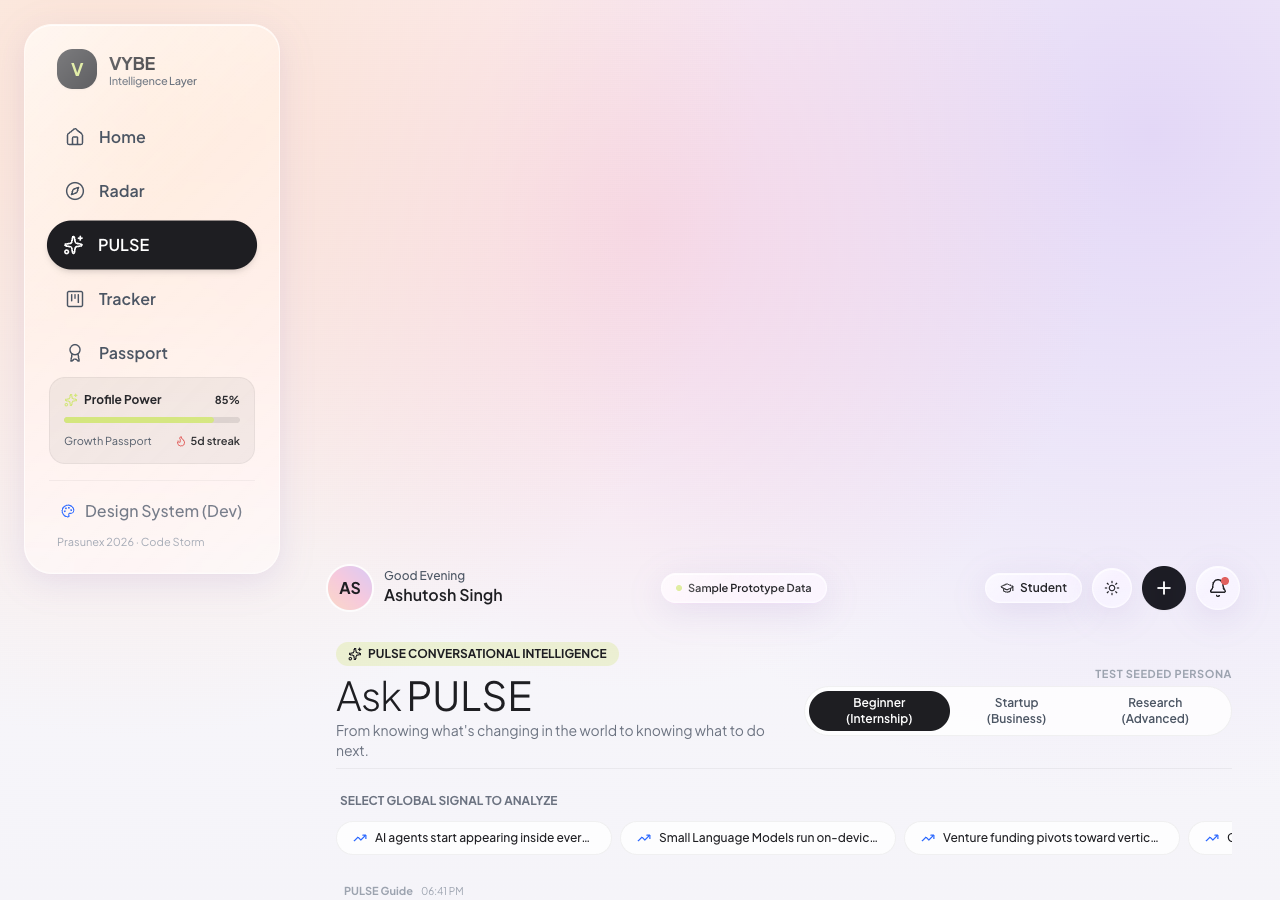 V
VYBE
Intelligence Layer
Home
Radar
PULSE
Tracker
Passport
Profile Power 85%
Growth Passport 5d streak
Design System (Dev)
Prasunex 2026 · Code Storm
AS
Good Evening
Ashutosh Singh
Sample Prototype Data
Student
PULSE CONVERSATIONAL INTELLIGENCE
Ask PULSE
From knowing what's changing in the world to knowing what to do
next.
TEST SEEDED PERSONA
Beginner
(Internship)
Startup
(Business)
Research
(Advanced)
SELECT GLOBAL SIGNAL TO ANALYZE
AI agents start appearing inside ever...
Small Language Models run on-devic...
Venture funding pivots toward vertic...
PULSE Guide 06:41 PM